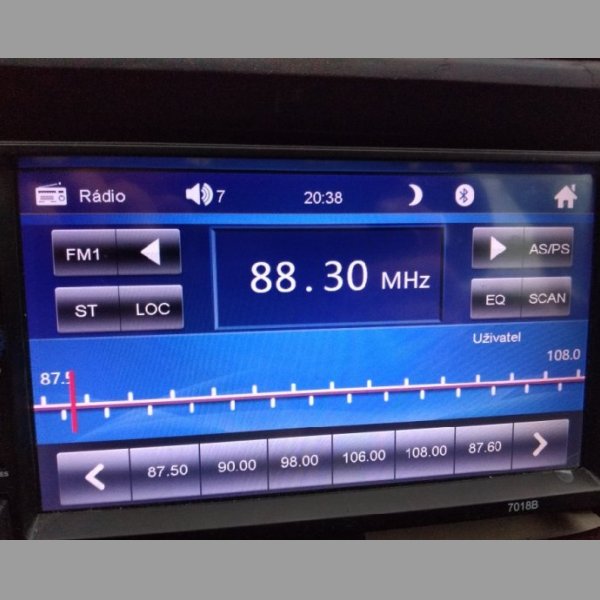 Rádio 7 20:38
FM1 AS/PS
88.30 MHz
ST LOC EQ SCAN
Uživatel
87.5 108.0
87.50 90.00 98.00 106.00 108.00 87.60
7018B